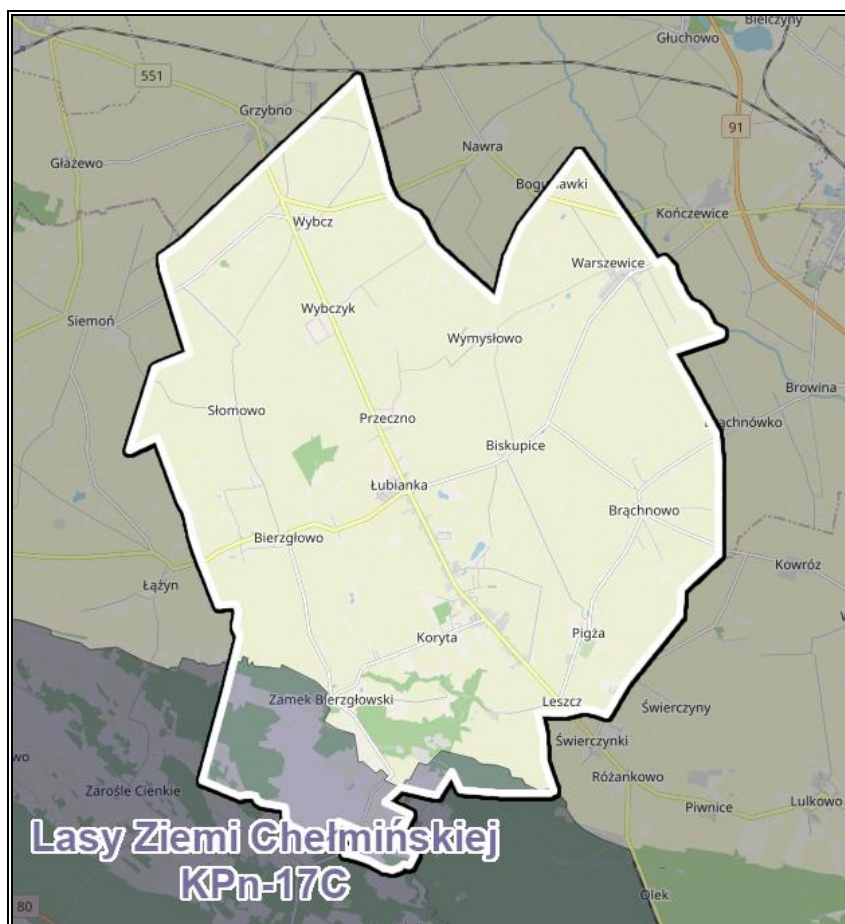 Bielczyny
Głuchowo
551
Grzybno
91
Głażewo
Nawra
Bogusławki
Kończewice
Wybcz
Warszewice
Siemoń
Wybczyk
Wymysłowo
Browina
Słomowo
Przeczno
Brąchnówko
Biskupice
Łubianka
Brąchnowo
Bierzgłowo
Kowróz
Łążyn
Koryta
Pigża
Zamek Bierzgłowski
Leszcz
Świerczyny
Świerczynki
Zarośle Cienkie
Różankowo
Piwnice
Lulkowo
Lasy Ziemi Chełmińskiej
KPn-17C
Olek
80